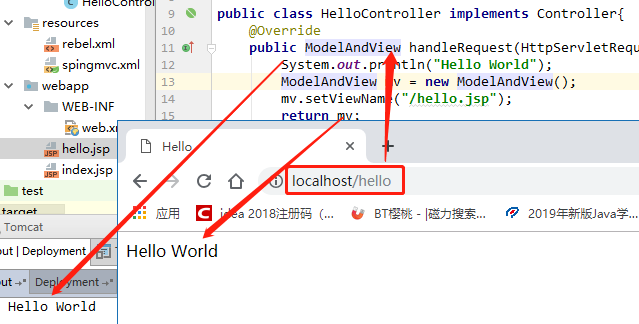 HelloController
resources
rebel.xml
spingmvc.xml
webapp
WEB-INF
web.x
hello.jsp
index.jsp
test
target
Tomcat
Deployment
Deployment
Hello World
9 public class HelloController implements Controller{
10 @Override
11 public ModelAndView handleRequest(HttpServletRequ
12 System.out.println("Hello World");
13 ModelAndView mv = new ModelAndView();
14 mv.setViewName("/hello.jsp");
15 return mv;
Hello
localhost/hello
应用
idea 2018注册码（...
BT樱桃 - |磁力搜索...
2019年新版Java学...
Hello World